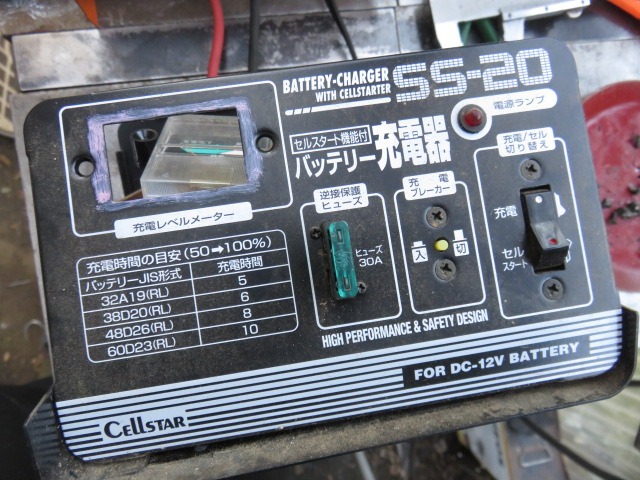 BATTERY-CHARGER
WITH CELLSTARTER
SS-20
電源ランプ
セルスタート機能付
バッテリー充電器
充電/セル
切り替え
充電
セル
スタート
充電レベルメーター
逆接保護
ヒューズ
ヒューズ
30A
充電
ブレーカー
入
切
充電時間の目安(50➡100%)
バッテリーJIS形式 充電時間
32A19(RL) 5
38D20(RL) 6
48D26(RL) 8
60D23(RL) 10
HIGH PERFORMANCE & SAFETY DESIGN
FOR DC-12V BATTERY
CELLSTAR